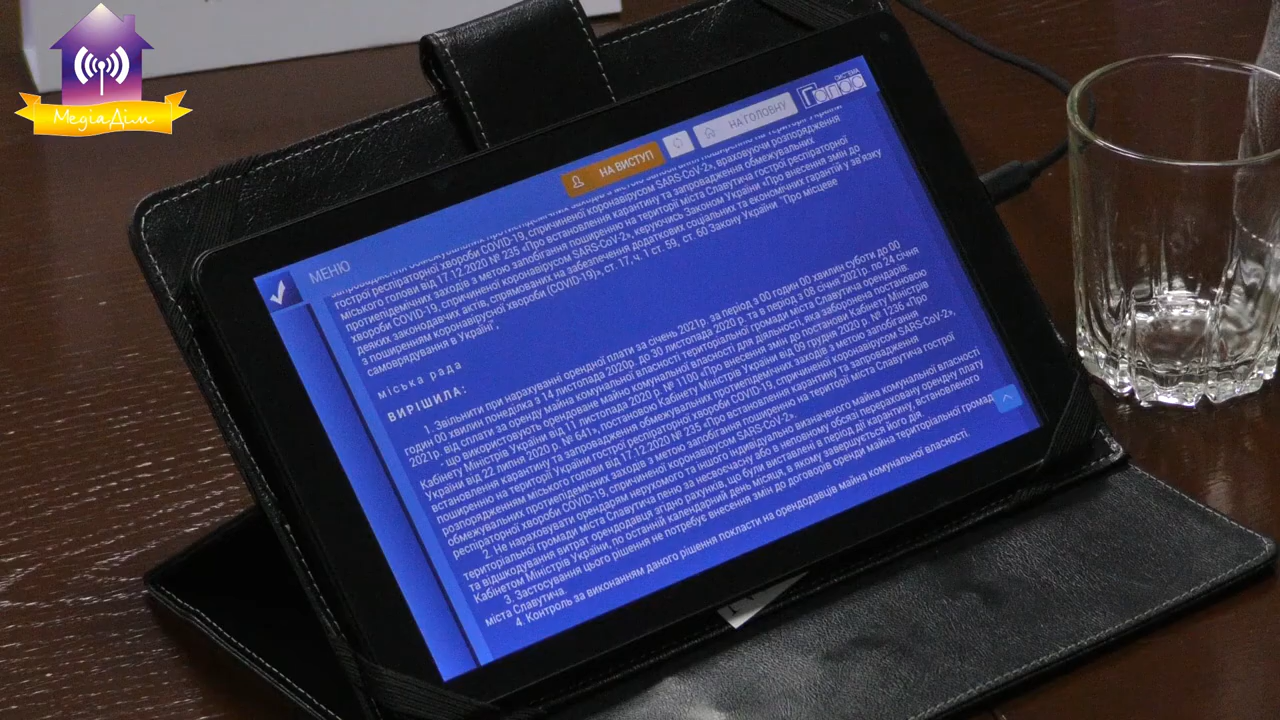 МедіаДім
система
Голос
НА ГОЛОВНУ
НА ВИСТУП
МЕНЮ
гострої респіраторної хвороби COVID-19, спричиненої коронавірусом SARS-CoV-2», враховуючи розпорядження
міського голови від 17.12.2020 № 235 «Про встановлення карантину та запровадження обмежувальних
протиепідемічних заходів з метою запобігання поширенню на території міста Славутича гострої респіраторної
хвороби COVID-19, спричиненої коронавірусом SARS-CoV-2», керуючись Законом України «Про внесення змін до
деяких законодавчих актів, спрямованих на забезпечення додаткових соціальних та економічних гарантій у зв'язку
з поширенням коронавірусної хвороби (COVID-19)», ст. 17, ч. 1 ст. 59, ст. 60 Закону України "Про місцеве
самоврядування в Україні ,
міська рада
ВИРІШИЛА:
1. Звільнити при нарахуванні орендної плати за січень 2021р. за період з 00 годин 00 хвилин суботи до 00
годин 00 хвилин понеділка з 14 листопада 2020р. до 30 листопада 2020 р. та в період з 08 січня 2021р. по 24 січня
2021р. від сплати за оренду майна комунальної власності територіальної громади міста Славутича орендарів:
- що використовують орендоване майно комунальної власності для діяльності, яка заборонена постановою
Кабінету Міністрів України від 11 листопада 2020 р. № 1100 «Про внесення змін до постанови Кабінету Міністрів
України від 22 липня 2020 р. № 641», постановою Кабінету Міністрів України від 09 грудня 2020 р. № 1236 «Про
встановлення карантину та запровадження обмежувальних протиепідемічних заходів з метою запобігання
поширенню на території України гострої респіраторної хвороби COVID-19, спричиненої коронавірусом SARS-CoV-2»,
розпорядженням міського голови від 17.12.2020 № 235 «Про встановлення карантину та запровадження
обмежувальних протиепідемічних заходів з метою запобігання поширенню на території міста Славутича гострої
респіраторної хвороби COVID-19, спричиненої коронавірусом SARS-CoV-2».
2. Не нараховувати орендарям нерухомого та іншого індивідуально визначеного майна комунальної власності
територіальної громади міста Славутича пеню за несвоєчасну або в неповному обсязі перераховану орендну плату
та відшкодування витрат орендодавця згідно рахунків, що були виставлені в період дії карантину встановленого
Кабінетом Міністрів України, по останній календарний день місяця, в якому завершується його дія.
3. Застосування цього рішення не потребує внесення змін до договорів оренди майна територіальної громади
міста Славутича.
4. Контроль за виконанням даного рішення покласти на орендодавців майна комунальної власності.